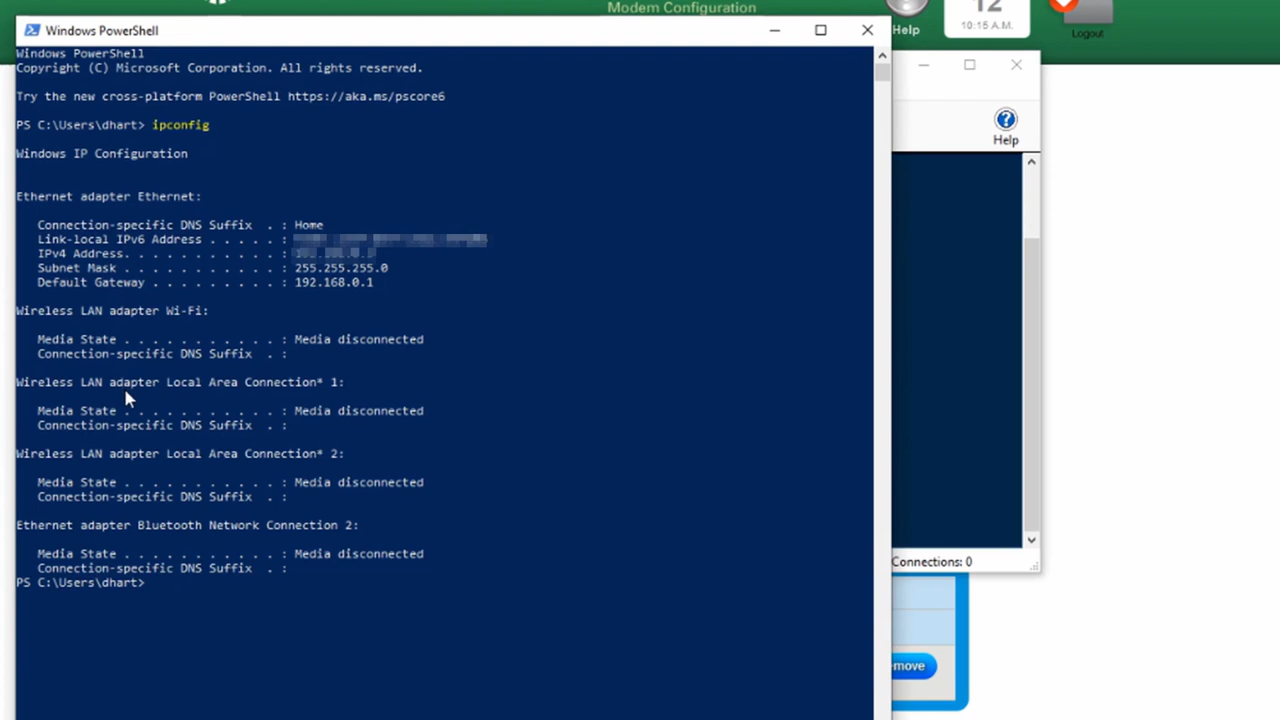 Modem Configuration
12
10:15 A.M.
Help
Logout
Windows PowerShell
Windows PowerShell
Copyright (C) Microsoft Corporation. All rights reserved.
Try the new cross-platform PowerShell https://aka.ms/pscore6
PS C:\Users\dhart> ipconfig
Windows IP Configuration
Ethernet adapter Ethernet:
Connection-specific DNS Suffix . : Home
Link-local IPv6 Address . . . . . :
IPv4 Address. . . . . . . . . . . :
Subnet Mask . . . . . . . . . . . : 255.255.255.0
Default Gateway . . . . . . . . . : 192.168.0.1
Wireless LAN adapter Wi-Fi:
Media State . . . . . . . . . . . : Media disconnected
Connection-specific DNS Suffix . :
Wireless LAN adapter Local Area Connection* 1:
Media State . . . . . . . . . . . : Media disconnected
Connection-specific DNS Suffix . :
Wireless LAN adapter Local Area Connection* 2:
Media State . . . . . . . . . . . : Media disconnected
Connection-specific DNS Suffix . :
Ethernet adapter Bluetooth Network Connection 2:
Media State . . . . . . . . . . . : Media disconnected
Connection-specific DNS Suffix . :
PS C:\Users\dhart>
Help
Connections: 0
move